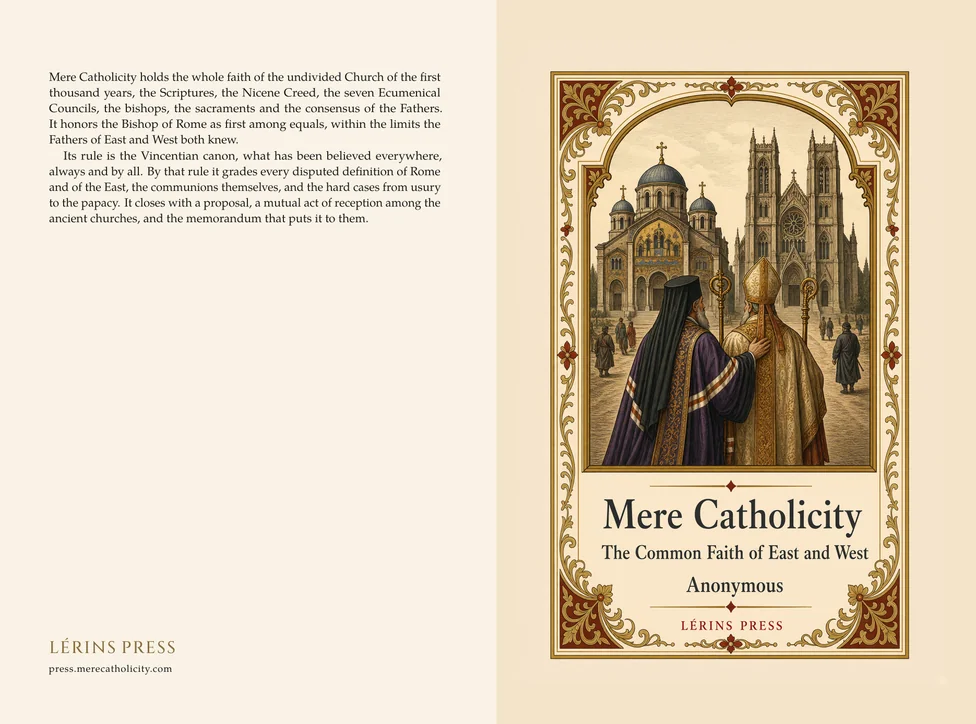 Mere Catholicity holds the whole faith of the undivided Church of the first
thousand years, the Scriptures, the Nicene Creed, the seven Ecumenical
Councils, the bishops, the sacraments and the consensus of the Fathers.
It honors the Bishop of Rome as first among equals, within the limits the
Fathers of East and West both knew.
Its rule is the Vincentian canon, what has been believed everywhere,
always and by all. By that rule it grades every disputed definition of Rome
and of the East, the communions themselves, and the hard cases from usury
to the papacy. It closes with a proposal, a mutual act of reception among the
ancient churches, and the memorandum that puts it to them.
LÉRINS PRESS
press.merecatholicity.com
Mere Catholicity
The Common Faith of East and West
Anonymous
LÉRINS PRESS